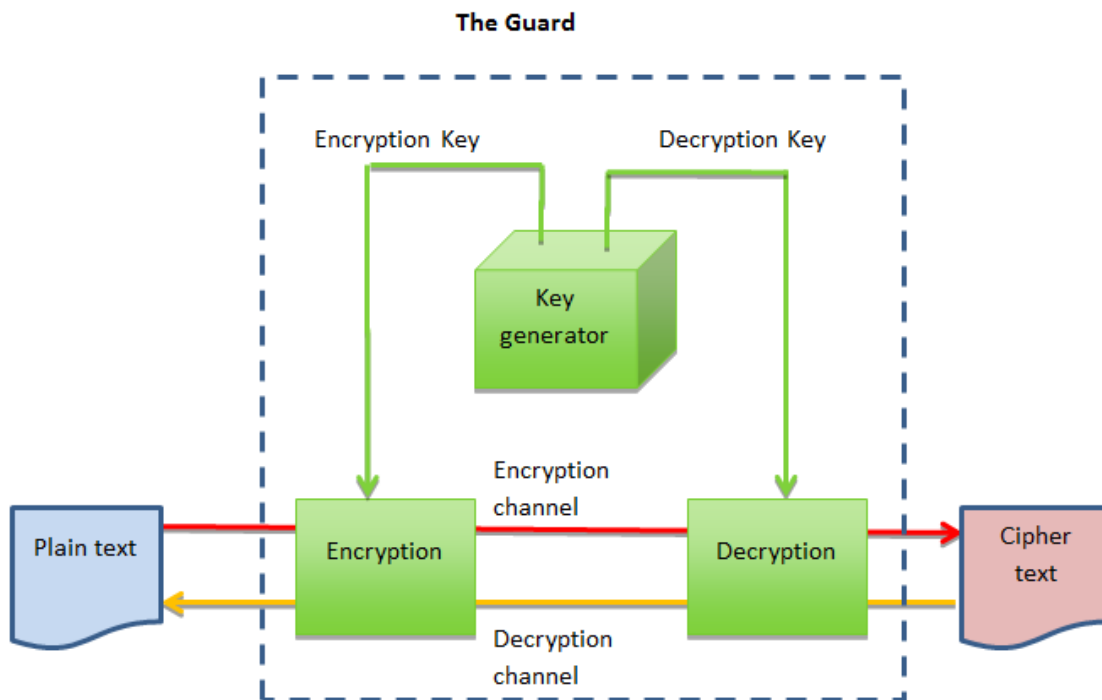 The Guard
Encryption Key
Decryption Key
Key
generator
Encryption
channel
Plain text
Encryption
Decryption
Cipher
text
Decryption
channel